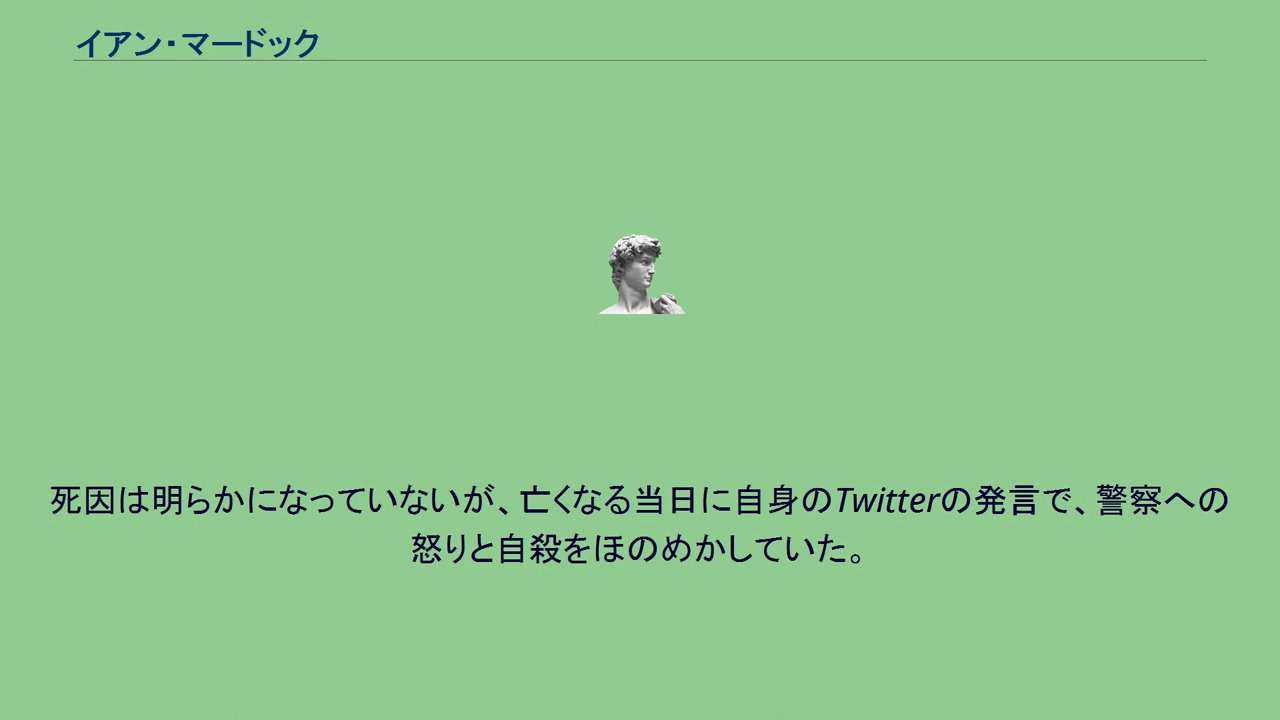 イアン・マードック
死因は明らかになっていないが、亡くなる当日に自身のTwitterの発言で、警察への
怒りと自殺をほのめかしていた。